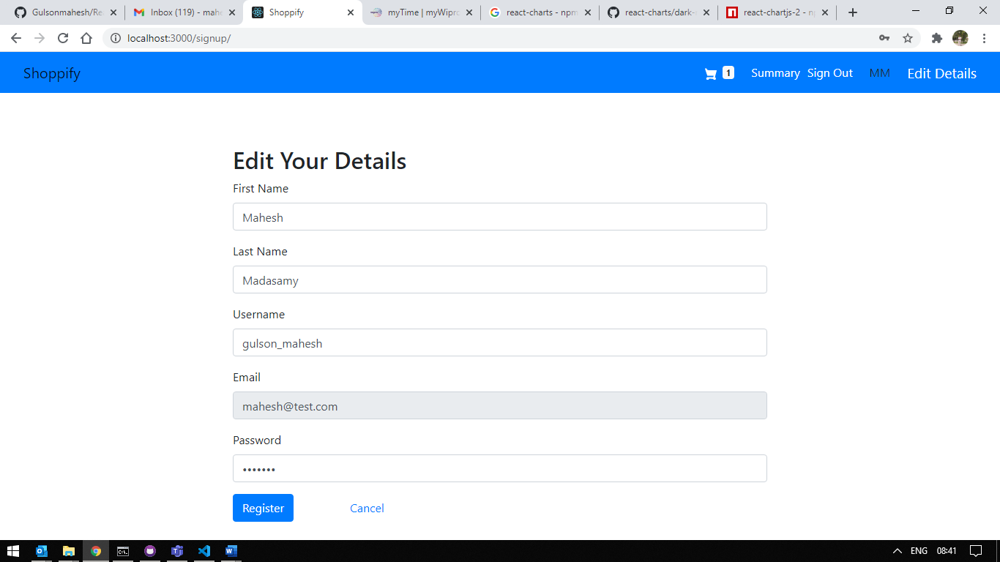 Gulsonmahesh/Re
Inbox (119) - mahe
Shoppify
myTime | myWipro
react-charts - npm
react-charts/dark-
react-chartjs-2 - np
localhost:3000/signup/
Shoppify
1
Summary
Sign Out
MM
Edit Details
Edit Your Details
First Name
Mahesh
Last Name
Madasamy
Username
gulson_mahesh
Email
mahesh@test.com
Password
•••••••
Register
Cancel
ENG
08:41